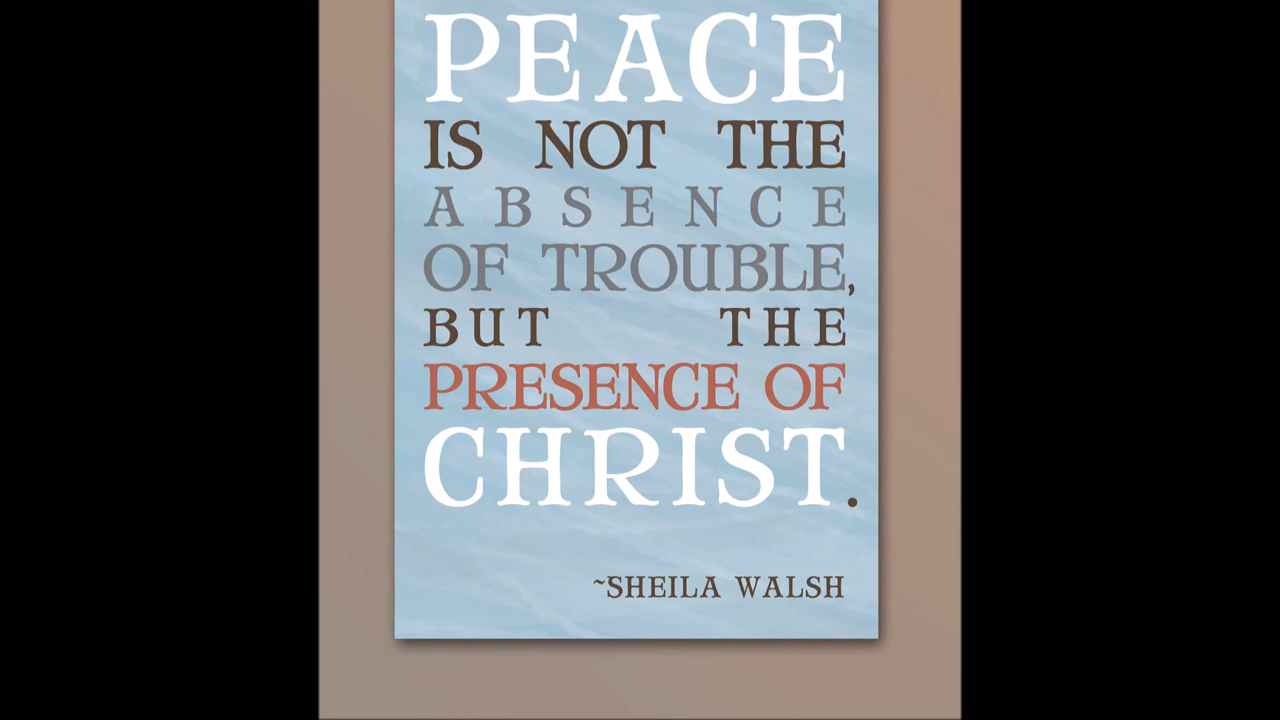 PEACE
IS NOT THE
ABSENCE
OF TROUBLE,
BUT THE
PRESENCE OF
CHRIST.
~SHEILA WALSH